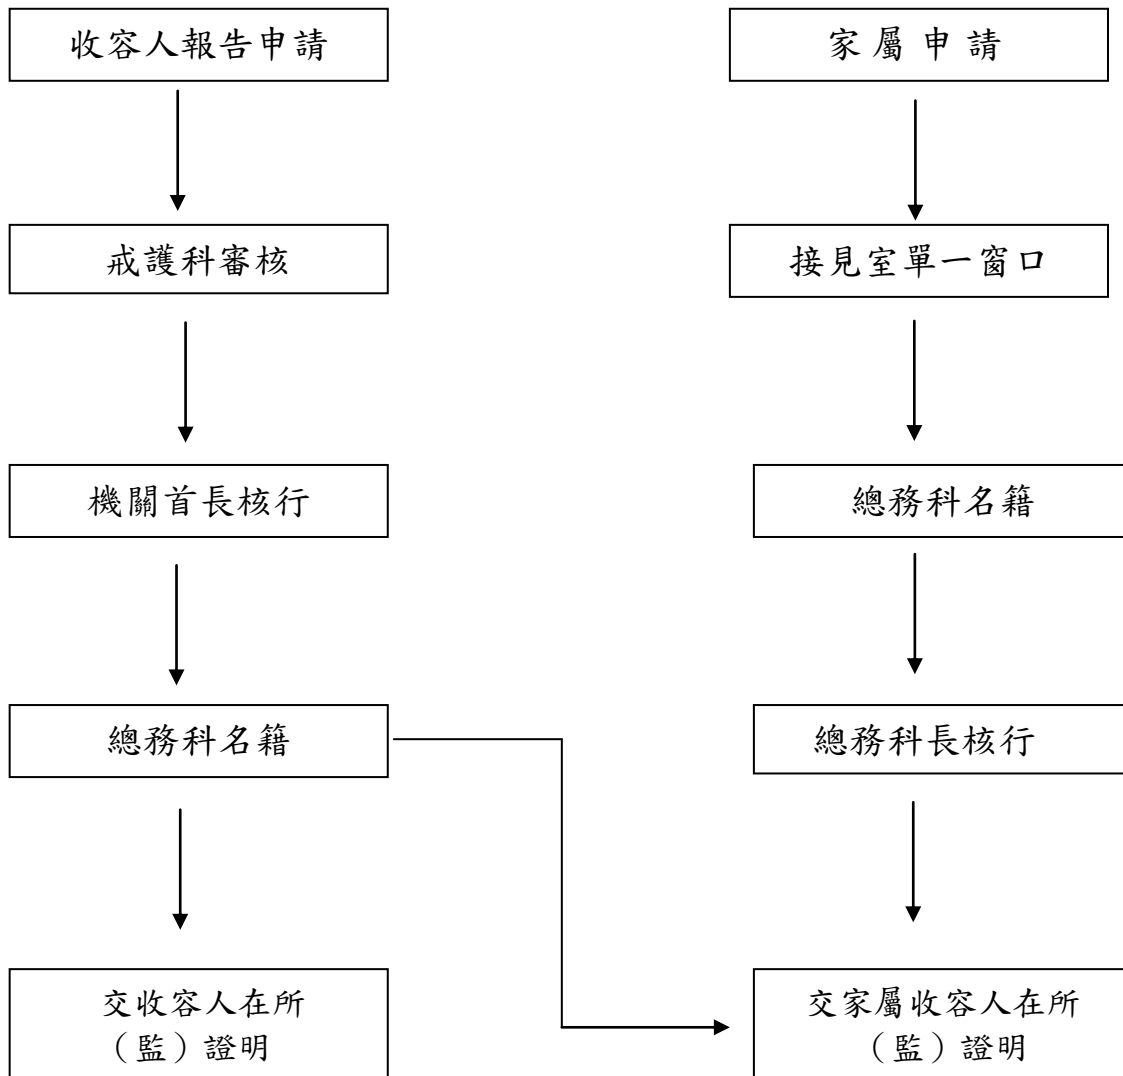 收容人報告申請
家屬申請
戒護科審核
接見室單一窗口
機關首長核行
總務科名籍
總務科名籍
總務科長核行
交收容人在所
（監）證明
交家屬收容人在所
（監）證明